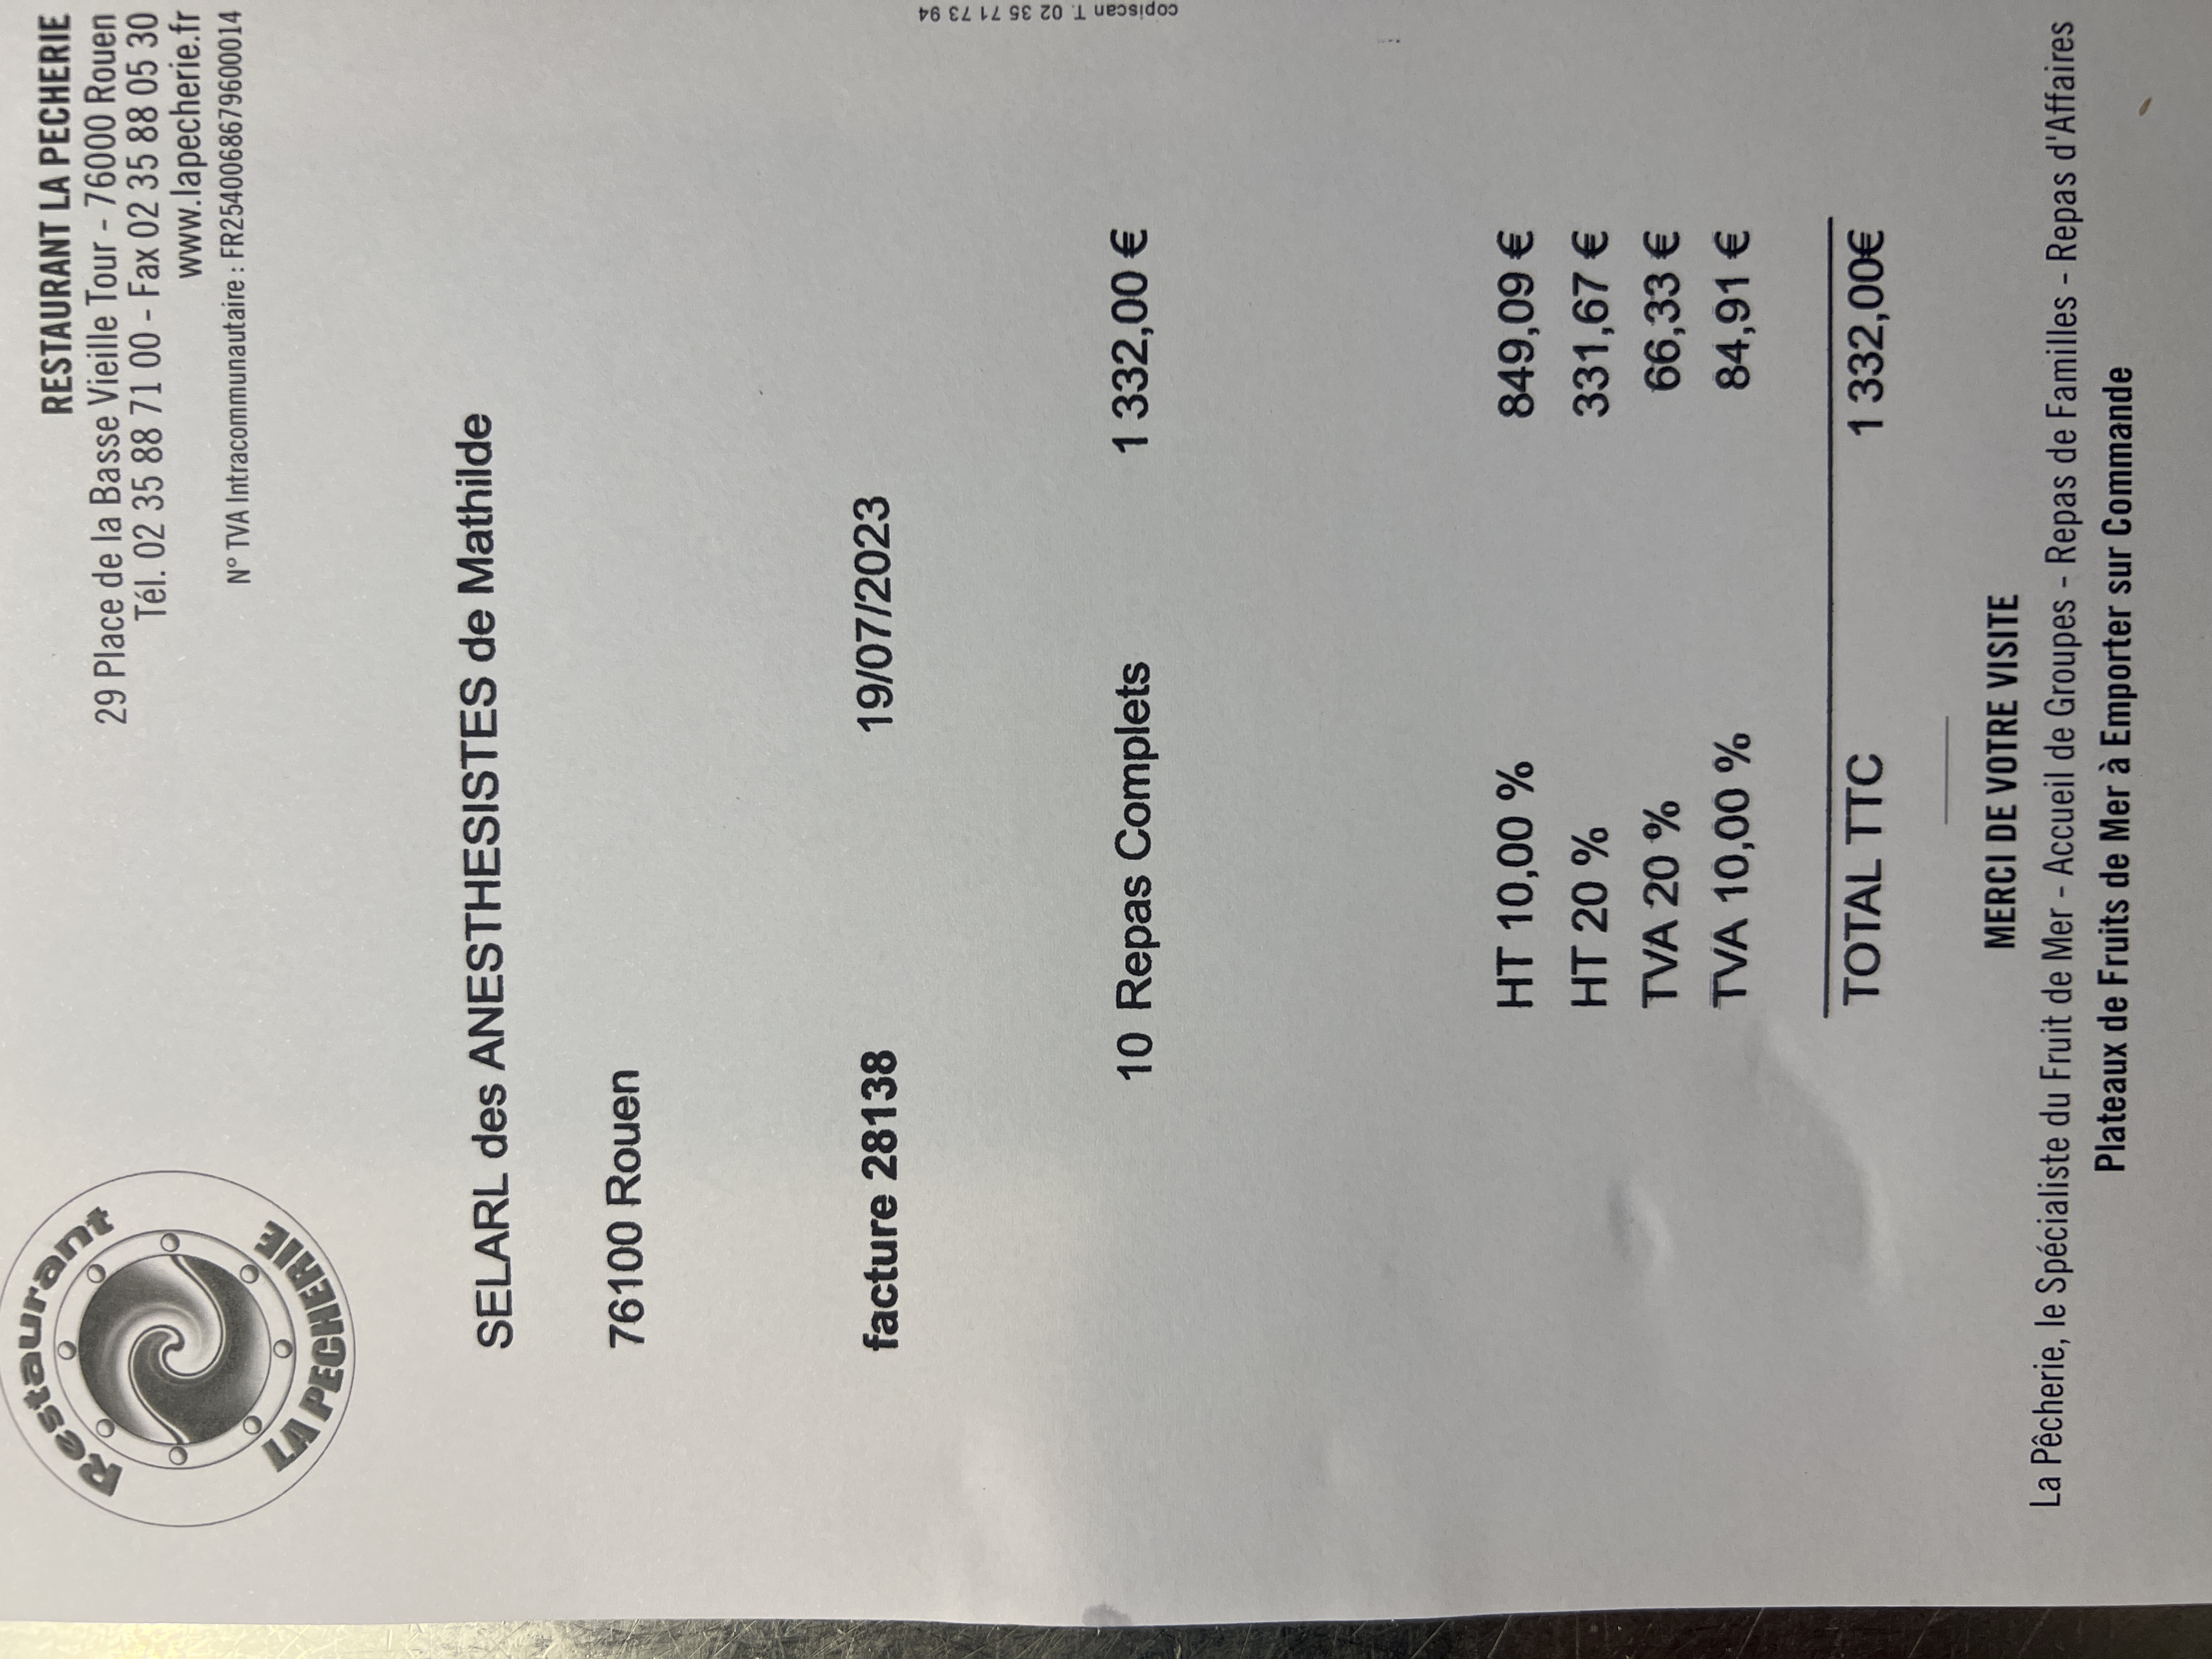 Restaurant
LA PECHERIE
RESTAURANT LA PECHERIE
29 Place de la Basse Vieille Tour - 76000 Rouen
Tél. 02 35 88 71 00 - Fax 02 35 88 05 30
www.lapecherie.fr
N° TVA Intracommunautaire : FR2540068679600014
SELARL des ANESTHESISTES de Mathilde
76100 Rouen
facture 28138 19/07/2023
copiscan T. 02 35 71 73 94
10 Repas Complets 1 332,00 €
HT 10,00 % 849,09 €
HT 20 % 331,67 €
TVA 20 % 66,33 €
TVA 10,00 % 84,91 €
TOTAL TTC 1 332,00€
MERCI DE VOTRE VISITE
La Pêcherie, le Spécialiste du Fruit de Mer - Accueil de Groupes - Repas de Familles - Repas d'Affaires
Plateaux de Fruits de Mer à Emporter sur Commande